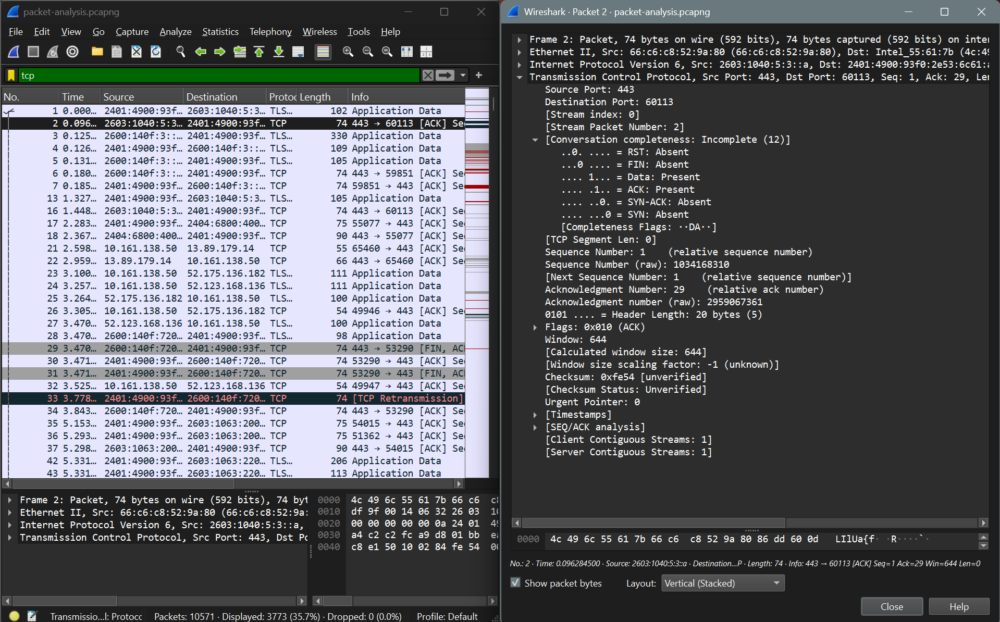 packet-analysis.pcapng
File Edit View Go Capture Analyze Statistics Telephony Wireless Tools Help
tcp
No. Time Source Destination Protoc Length Info
1 0.000… 2401:4900:93f… 2603:1040:5:3… TLS… 102 Application Data
2 0.096… 2603:1040:5:3… 2401:4900:93f… TCP 74 443 → 60113 [ACK] Se
3 0.125… 2600:140f:3::… 2401:4900:93f… TLS… 330 Application Data
4 0.126… 2401:4900:93f… 2600:140f:3::… TLS… 109 Application Data
5 0.131… 2401:4900:93f… 2600:140f:3::… TLS… 105 Application Data
6 0.180… 2600:140f:3::… 2401:4900:93f… TCP 74 443 → 59851 [ACK] Se
7 0.185… 2401:4900:93f… 2600:140f:3::… TCP 74 59851 → 443 [ACK] Se
13 1.327… 2401:4900:93f… 2603:1040:5:3… TLS… 105 Application Data
16 1.448… 2603:1040:5:3… 2401:4900:93f… TCP 74 443 → 60113 [ACK] Se
17 2.283… 2401:4900:93f… 2404:6800:400… TCP 75 55077 → 443 [ACK] Se
18 2.367… 2404:6800:400… 2401:4900:93f… TCP 90 443 → 55077 [ACK] Se
21 2.598… 10.161.138.50 13.89.179.14 TCP 55 65460 → 443 [ACK] Se
22 2.959… 13.89.179.14 10.161.138.50 TCP 66 443 → 65460 [ACK] Se
23 3.100… 10.161.138.50 52.175.136.182 TLS… 111 Application Data
24 3.257… 10.161.138.50 52.123.168.136 TLS… 111 Application Data
25 3.264… 52.175.136.182 10.161.138.50 TLS… 100 Application Data
26 3.305… 10.161.138.50 52.175.136.182 TCP 54 49946 → 443 [ACK] Se
27 3.470… 52.123.168.136 10.161.138.50 TLS… 100 Application Data
28 3.470… 2600:140f:720… 2401:4900:93f… TLS… 98 Application Data
29 3.470… 2600:140f:720… 2401:4900:93f… TCP 74 443 → 53290 [FIN, AC
30 3.471… 2401:4900:93f… 2600:140f:720… TCP 74 53290 → 443 [ACK] Se
31 3.471… 2401:4900:93f… 2600:140f:720… TCP 74 53290 → 443 [FIN, AC
32 3.525… 10.161.138.50 52.123.168.136 TCP 54 49947 → 443 [ACK] Se
33 3.778… 2401:4900:93f… 2600:140f:720… TCP 74 [TCP Retransmission]
34 3.843… 2600:140f:720… 2401:4900:93f… TCP 74 443 → 53290 [ACK] Se
35 5.153… 2401:4900:93f… 2603:1063:200… TCP 75 54015 → 443 [ACK] Se
36 5.293… 2401:4900:93f… 2603:1063:200… TCP 75 51362 → 443 [ACK] Se
37 5.298… 2603:1063:200… 2401:4900:93f… TCP 90 443 → 54015 [ACK] Se
42 5.331… 2401:4900:93f… 2603:1063:220… TLS… 206 Application Data
43 5.331… 2401:4900:93f… 2603:1063:220… TLS… 113 Application Data
Frame 2: Packet, 74 bytes on wire (592 bits), 74 byt
Ethernet II, Src: 66:c6:c8:52:9a:80 (66:c6:c8:52:9a:
Internet Protocol Version 6, Src: 2603:1040:5:3::a,
Transmission Control Protocol, Src Port: 443, Dst Po
0000 4c 49 6c 55 61 7b 66 c6 c8
0010 df 9f 00 14 06 32 26 03 10
0020 00 00 00 00 00 0a 24 01 49
0030 a4 c2 c2 fc a9 d8 01 bb ea
0040 c8 e1 50 10 02 84 fe 54 00
Transmissio...l: Protocc Packets: 10571 · Displayed: 3773 (35.7%) · Dropped: 0 (0.0%) Profile: Default
Wireshark · Packet 2 · packet-analysis.pcapng
Frame 2: Packet, 74 bytes on wire (592 bits), 74 bytes captured (592 bits) on inter
Ethernet II, Src: 66:c6:c8:52:9a:80 (66:c6:c8:52:9a:80), Dst: Intel_55:61:7b (4c:49
Internet Protocol Version 6, Src: 2603:1040:5:3::a, Dst: 2401:4900:93f0:2e53:6c61:a
Transmission Control Protocol, Src Port: 443, Dst Port: 60113, Seq: 1, Ack: 29, Len
Source Port: 443
Destination Port: 60113
[Stream index: 0]
[Stream Packet Number: 2]
[Conversation completeness: Incomplete (12)]
..0. .... = RST: Absent
...0 .... = FIN: Absent
.... 1... = Data: Present
.... .1.. = ACK: Present
.... ..0. = SYN-ACK: Absent
.... ...0 = SYN: Absent
[Completeness Flags: ··DA··]
[TCP Segment Len: 0]
Sequence Number: 1 (relative sequence number)
Sequence Number (raw): 1034168310
[Next Sequence Number: 1 (relative sequence number)]
Acknowledgment Number: 29 (relative ack number)
Acknowledgment number (raw): 2959067361
0101 .... = Header Length: 20 bytes (5)
Flags: 0x010 (ACK)
Window: 644
[Calculated window size: 644]
[Window size scaling factor: -1 (unknown)]
Checksum: 0xfe54 [unverified]
[Checksum Status: Unverified]
Urgent Pointer: 0
[Timestamps]
[SEQ/ACK analysis]
[Client Contiguous Streams: 1]
[Server Contiguous Streams: 1]
0000 4c 49 6c 55 61 7b 66 c6 c8 52 9a 80 86 dd 60 0d LIlUa{f· ·R····`·
No.: 2 · Time: 0.096284500 · Source: 2603:1040:5:3::a · Destination...P · Length: 74 · Info: 443 → 60113 [ACK] Seq=1 Ack=29 Win=644 Len=0
Show packet bytes Layout: Vertical (Stacked)
Close Help